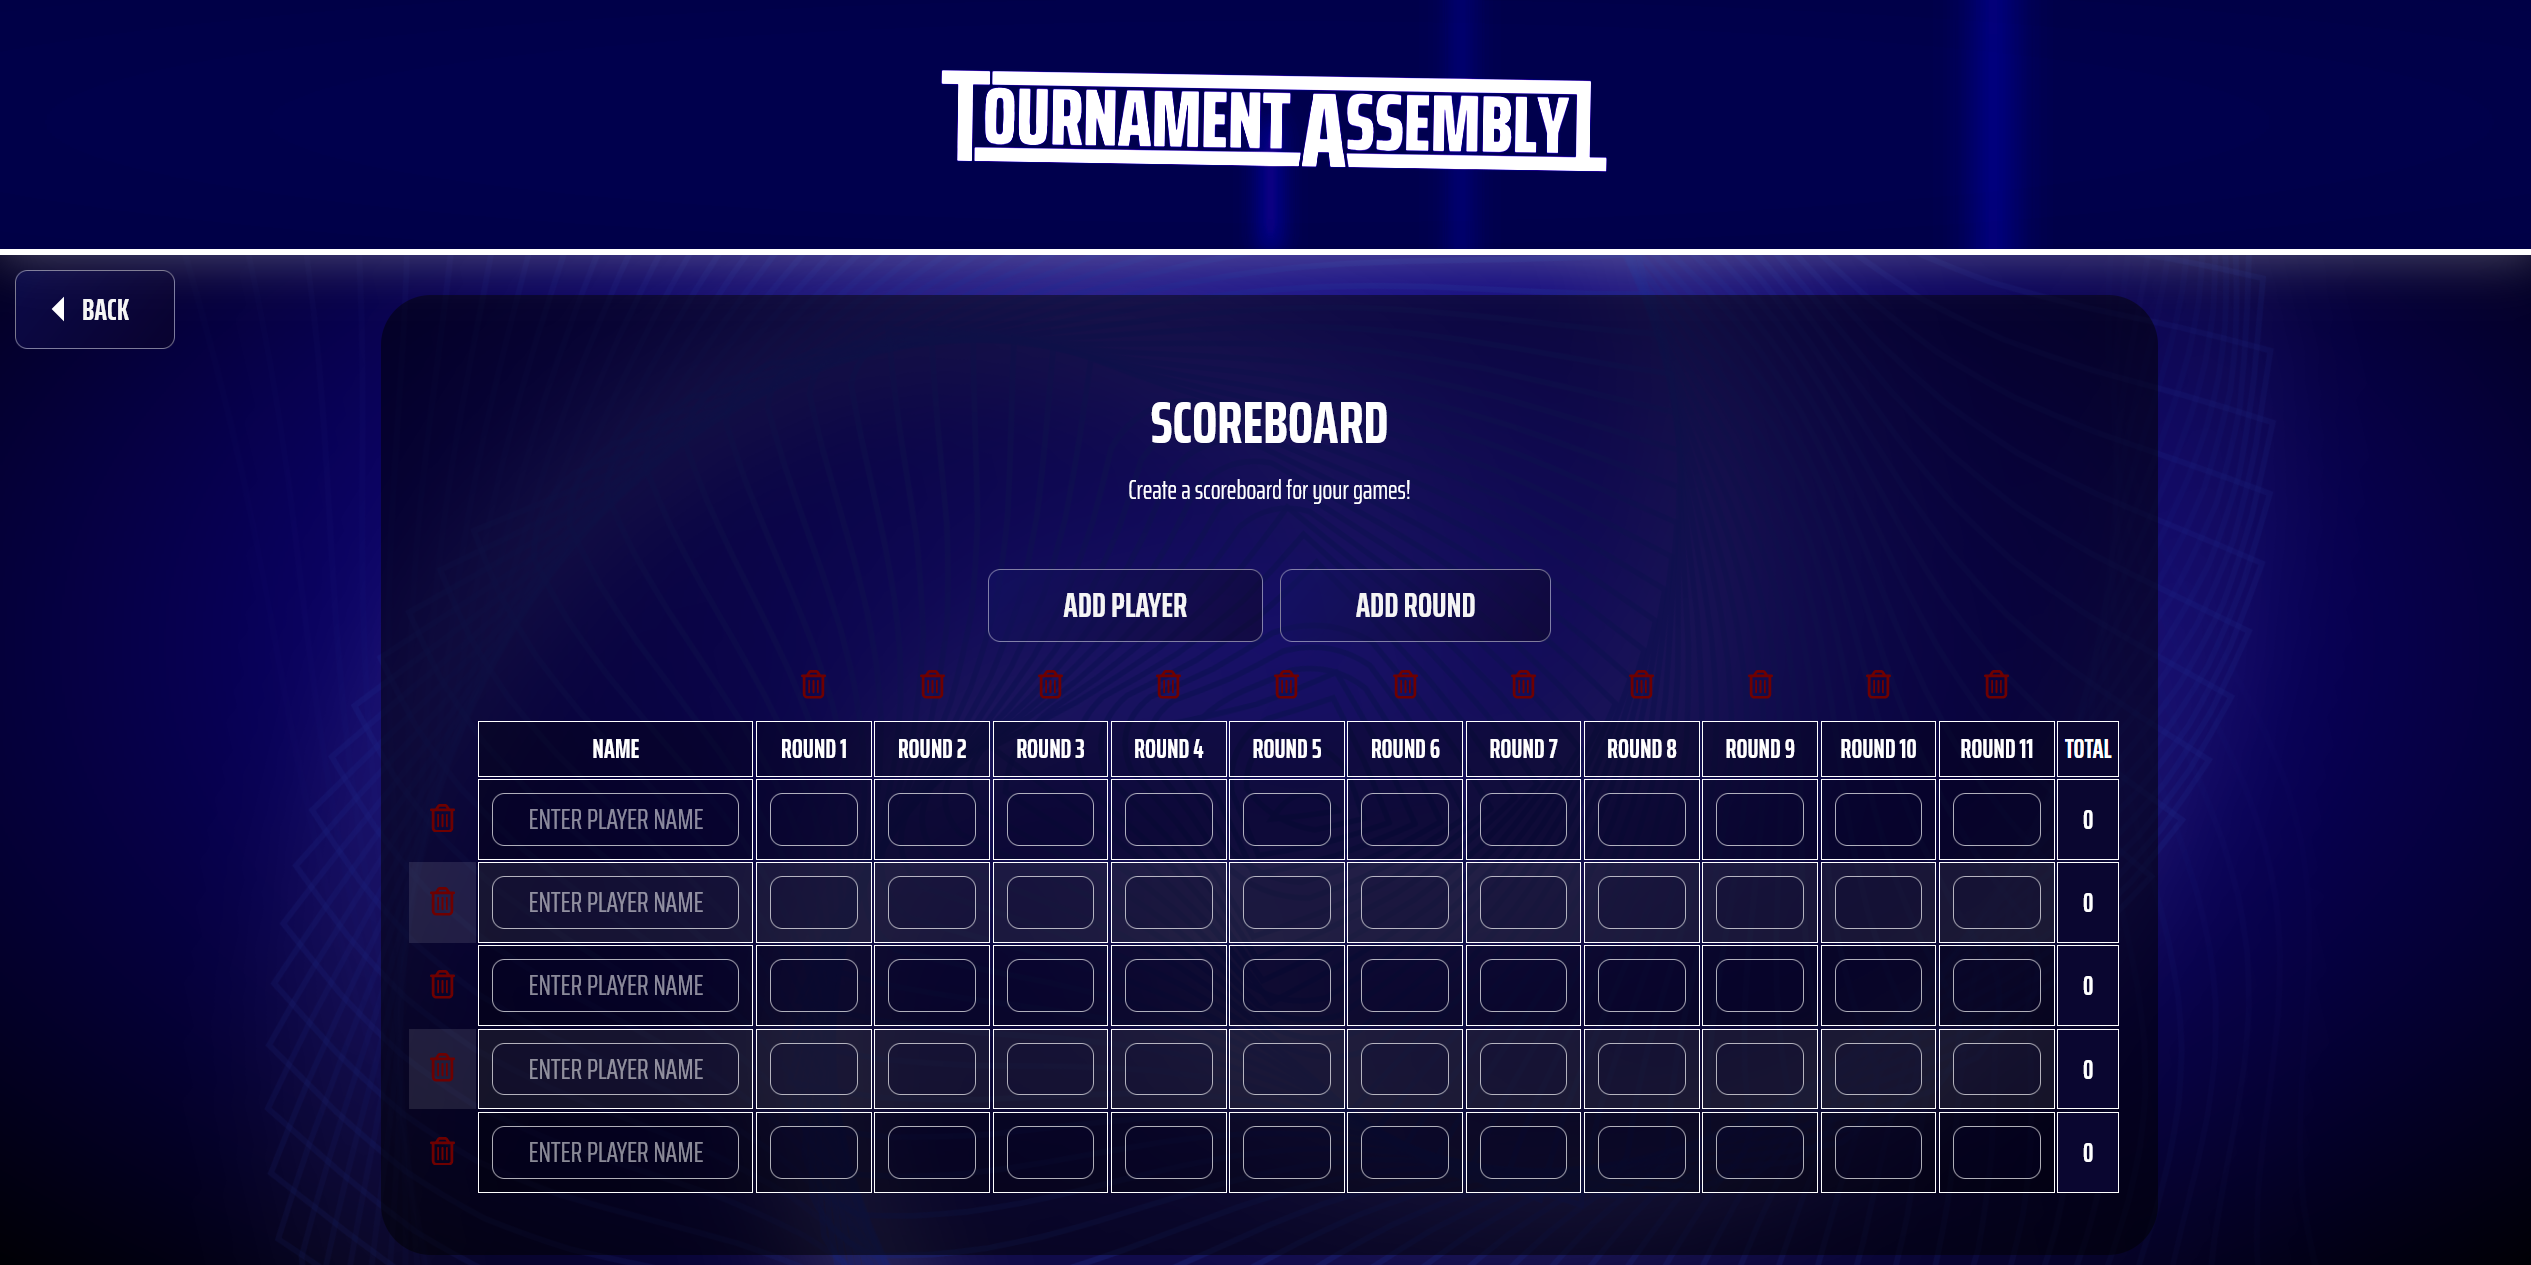 TOURNAMENT ASSEMBLY
BACK
SCOREBOARD
Create a scoreboard for your games!
ADD PLAYER ADD ROUND
NAME ROUND 1 ROUND 2 ROUND 3 ROUND 4 ROUND 5 ROUND 6 ROUND 7 ROUND 8 ROUND 9 ROUND 10 ROUND 11 TOTAL
ENTER PLAYER NAME 0
ENTER PLAYER NAME 0
ENTER PLAYER NAME 0
ENTER PLAYER NAME 0
ENTER PLAYER NAME 0